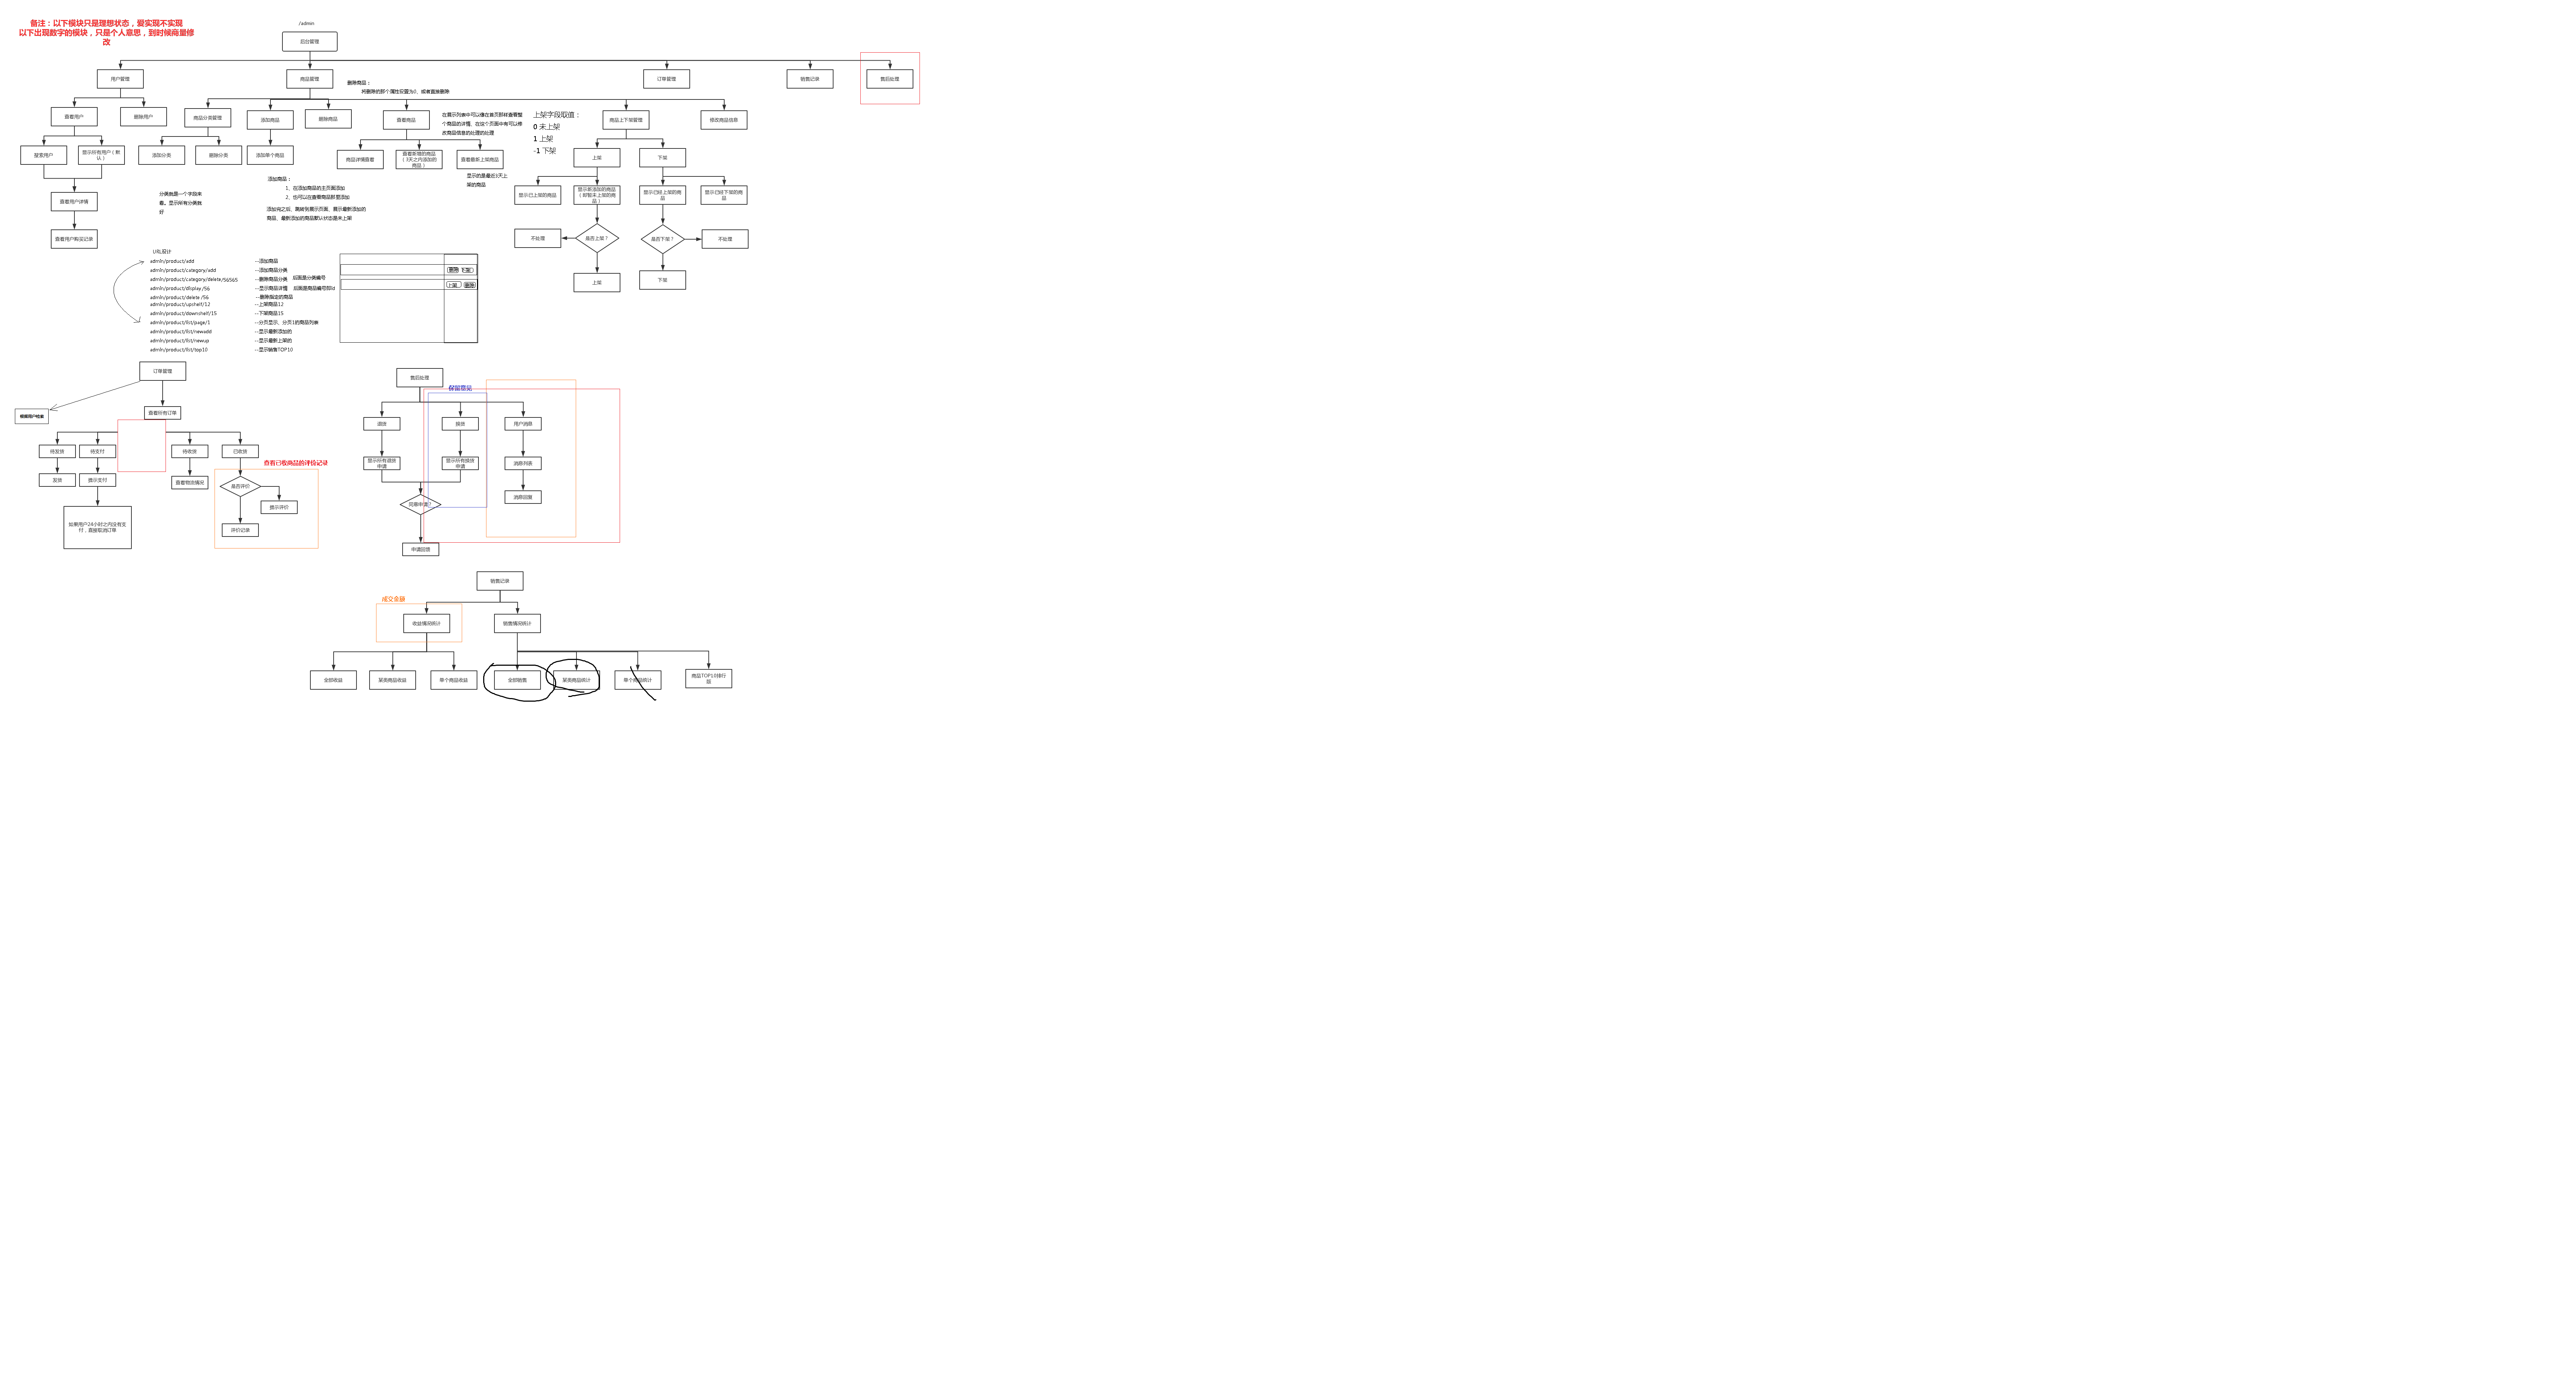 备注：以下模块只是理想状态，爱实现不实现
以下出现数字的模块，只是个人意思，到时候商量修
改
/admin
后台管理
用户管理
商品管理
订单管理
销售记录
售后处理
删除商品：
将删除的那个属性设置为0，或者直接删除
查看用户
删除用户
商品分类管理
添加商品
删除商品
查看商品
在展示列表中可以像在首页那样查看整
个商品的详情，在这个页面中有可以修
改商品信息的处理的处理
上架字段取值：
0 未上架
1 上架
-1 下架
商品上下架管理
修改商品信息
搜索用户
显示所有用户（默
认）
添加分类
删除分类
添加单个商品
商品详情查看
查看新增的商品
（3天之内添加的
商品）
查看最新上架商品
显示的是最近3天上
架的商品
上架
下架
查看用户详情
查看用户购买记录
分类就是一个字段来
看。显示所有分类就
好
添加商品：
1、在添加商品的主页面添加
2、也可以在查看商品那里添加
添加完之后，跳转到展示页面，展示最新添加的
商品，最新添加的商品默认状态是未上架
显示已上架的商品
显示新添加的商品
（即暂未上架的商
品）
显示已经上架的商
品
显示已经下架的商
品
不处理
是否上架？
是否下架？
不处理
上架
下架
URL设计
admin/product/add --添加商品
admin/product/category/add --添加商品分类
admin/product/category/delete/56565 --删除商品分类 后面是分类编号
admin/product/display/56 --显示商品详情 后面是商品编号即id
admin/product/delete /56 --删除指定的商品
admin/product/upshelf/12 --上架商品12
admin/product/downshelf/15 --下架商品15
admin/product/list/page/1 --分页显示，分页1的商品列表
admin/product/list/newadd --显示最新添加的
admin/product/list/newup --显示最新上架的
admin/product/list/top10 --显示销售TOP10
删除 下架
上架 删除
订单管理
根据用户检索
查看所有订单
待发货
待支付
待收货
已收货
发货
提示支付
查看物流情况
查看已收商品的评论记录
是否评价
提示评价
评价记录
如果用户24小时之内没有支
付，直接取消订单
售后处理
保留意见
退货
换货
用户消息
显示所有退货
申请
显示所有换货
申请
消息列表
消息回复
同意申请？
申请回馈
销售记录
成交金额
收益情况统计
销售情况统计
全部收益
某类商品收益
单个商品收益
全部销售
某类商品统计
单个商品统计
商品TOP10排行